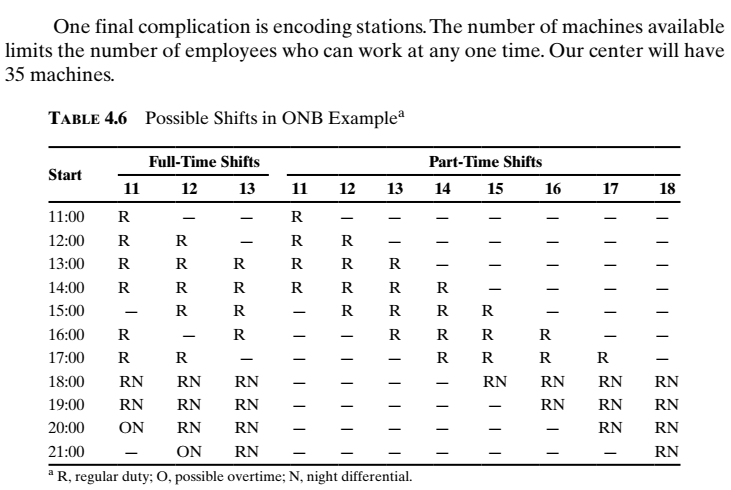 One final complication is encoding stations. The number of machines available
limits the number of employees who can work at any one time. Our center will have
35 machines.
TABLE 4.6 Possible Shifts in ONB Exampleᵃ
Start Full-Time Shifts Part-Time Shifts
11 12 13 11 12 13 14 15 16 17 18
11:00 R — — R — — — — — — —
12:00 R R — R R — — — — — —
13:00 R R R R R R — — — — —
14:00 R R R R R R R — — — —
15:00 — R R — R R R R — — —
16:00 R — R — — R R R R — —
17:00 R R — — — — R R R R —
18:00 RN RN RN — — — — RN RN RN RN
19:00 RN RN RN — — — — — RN RN RN
20:00 ON RN RN — — — — — — RN RN
21:00 — ON RN — — — — — — — RN
ᵃ R, regular duty; O, possible overtime; N, night differential.